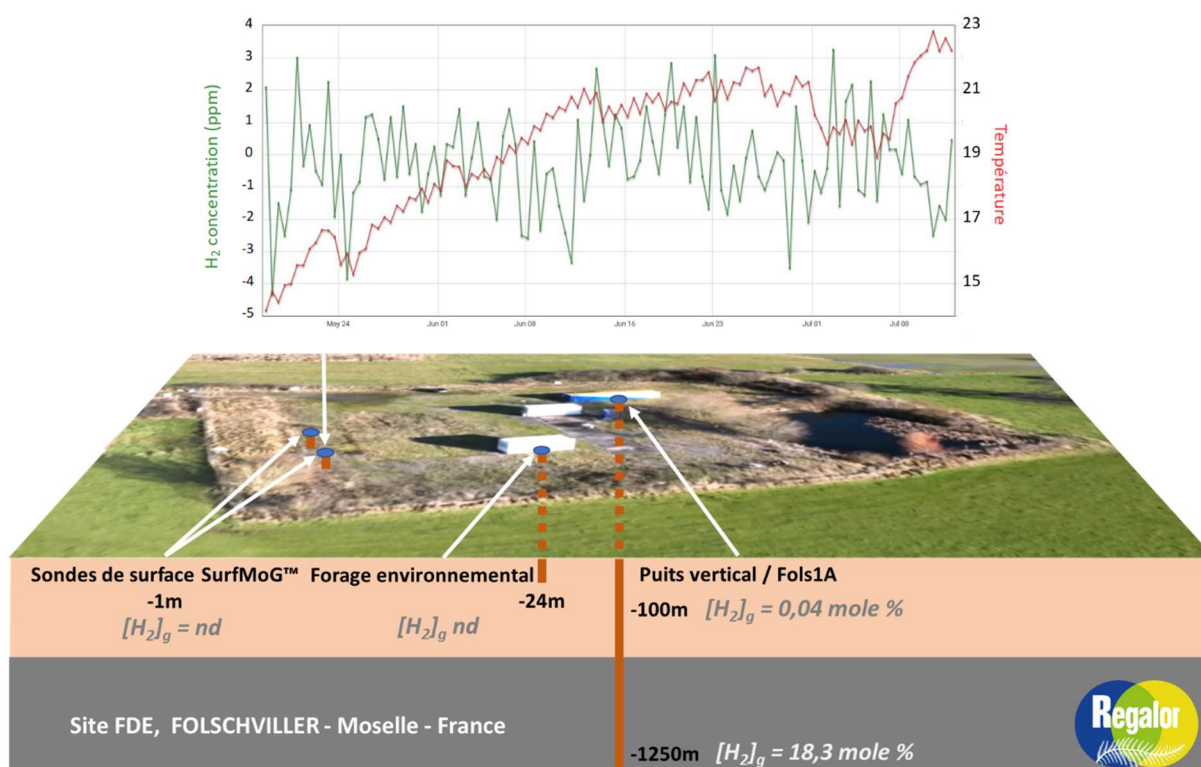 4
3
2
1
0
-1
-2
-3
-4
-5
H₂ concentration (ppm)
23
21
19
17
15
Température
May 24
Jun 01
Jun 08
Jun 16
Jun 23
Jul 01
Jul 08
Sondes de surface SurfMoG™
-1m
[H₂]g = nd
Forage environnemental
-24m
[H₂]g nd
Puits vertical / Fols1A
-100m [H₂]g = 0,04 mole %
Site FDE, FOLSCHVILLER - Moselle - France
-1250m [H₂]g = 18,3 mole %
Regalor